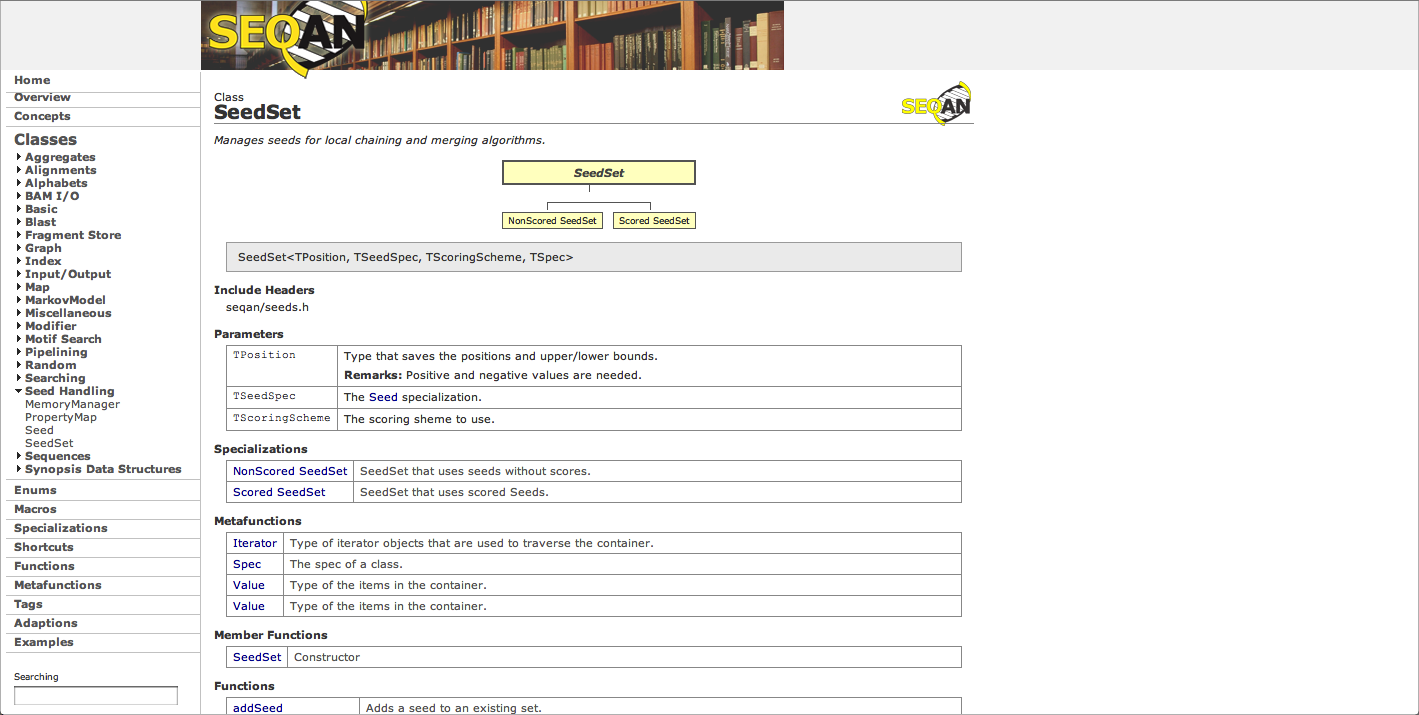 SEQAN
Home
Overview
Concepts
Classes
Aggregates
Alignments
Alphabets
BAM I/O
Basic
Blast
Fragment Store
Graph
Index
Input/Output
Map
MarkovModel
Miscellaneous
Modifier
Motif Search
Pipelining
Random
Searching
Seed Handling
MemoryManager
PropertyMap
Seed
SeedSet
Sequences
Synopsis Data Structures
Enums
Macros
Specializations
Shortcuts
Functions
Metafunctions
Tags
Adaptions
Examples
Searching
Class
SeedSet
SEQAN
Manages seeds for local chaining and merging algorithms.
SeedSet
NonScored SeedSet Scored SeedSet
SeedSet<TPosition, TSeedSpec, TScoringScheme, TSpec>
Include Headers
seqan/seeds.h
Parameters
TPosition Type that saves the positions and upper/lower bounds.
Remarks: Positive and negative values are needed.
TSeedSpec The Seed specialization.
TScoringScheme The scoring sheme to use.
Specializations
NonScored SeedSet SeedSet that uses seeds without scores.
Scored SeedSet SeedSet that uses scored Seeds.
Metafunctions
Iterator Type of iterator objects that are used to traverse the container.
Spec The spec of a class.
Value Type of the items in the container.
Value Type of the items in the container.
Member Functions
SeedSet Constructor
Functions
addSeed Adds a seed to an existing set.